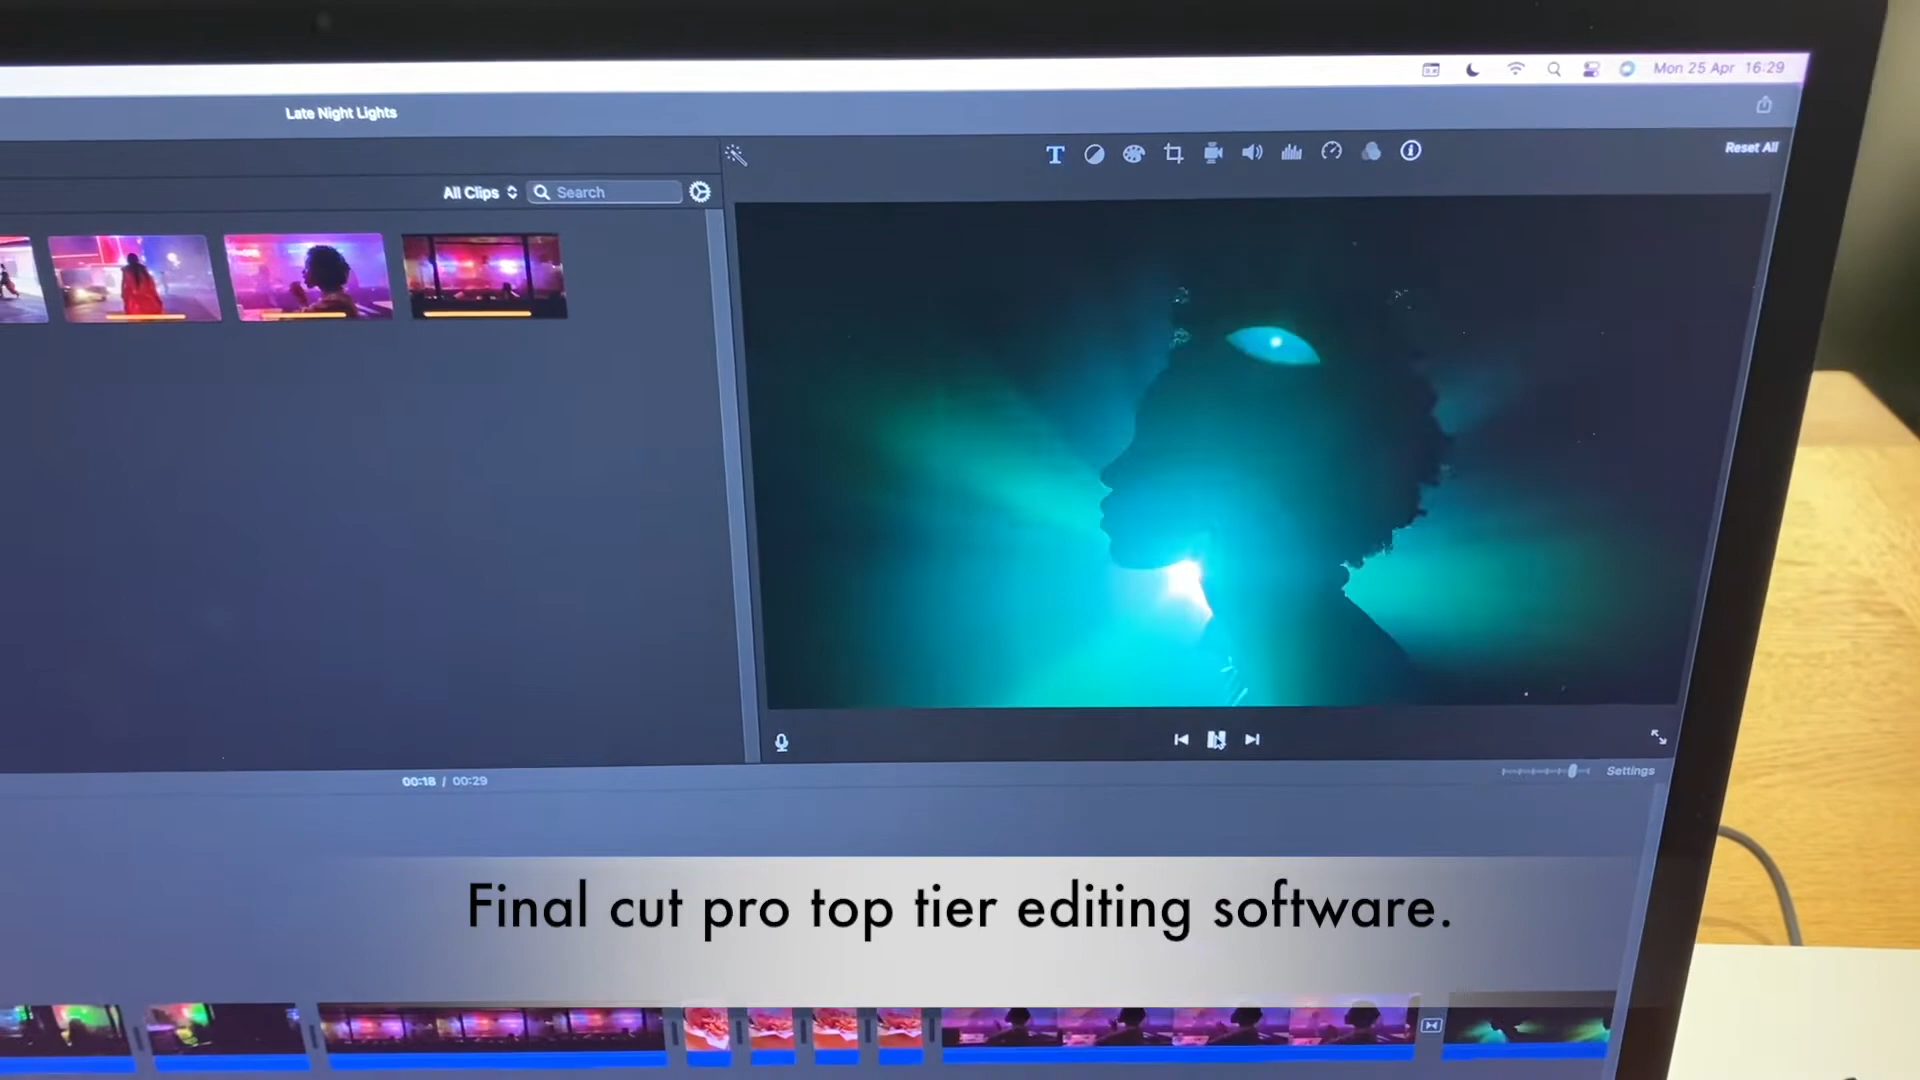 Mon 25 Apr 16:29
Late Night Lights
Reset All
All Clips
Search
00:18 / 00:29
Settings
Final cut pro top tier editing software.